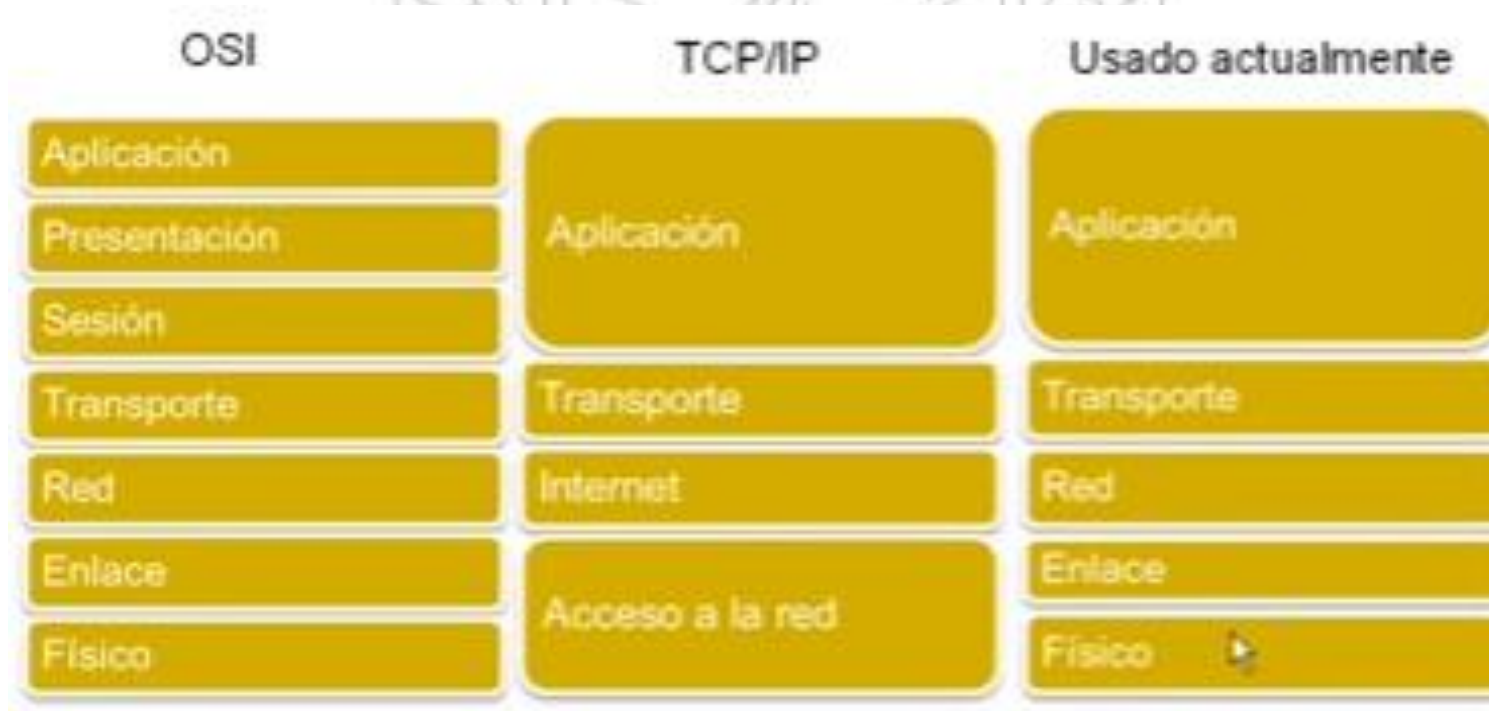 OSI
Aplicación
Presentación
Sesión
Transporte
Red
Enlace
Físico
TCP/IP
Aplicación
Transporte
Internet
Acceso a la red
Usado actualmente
Aplicación
Transporte
Red
Enlace
Físico